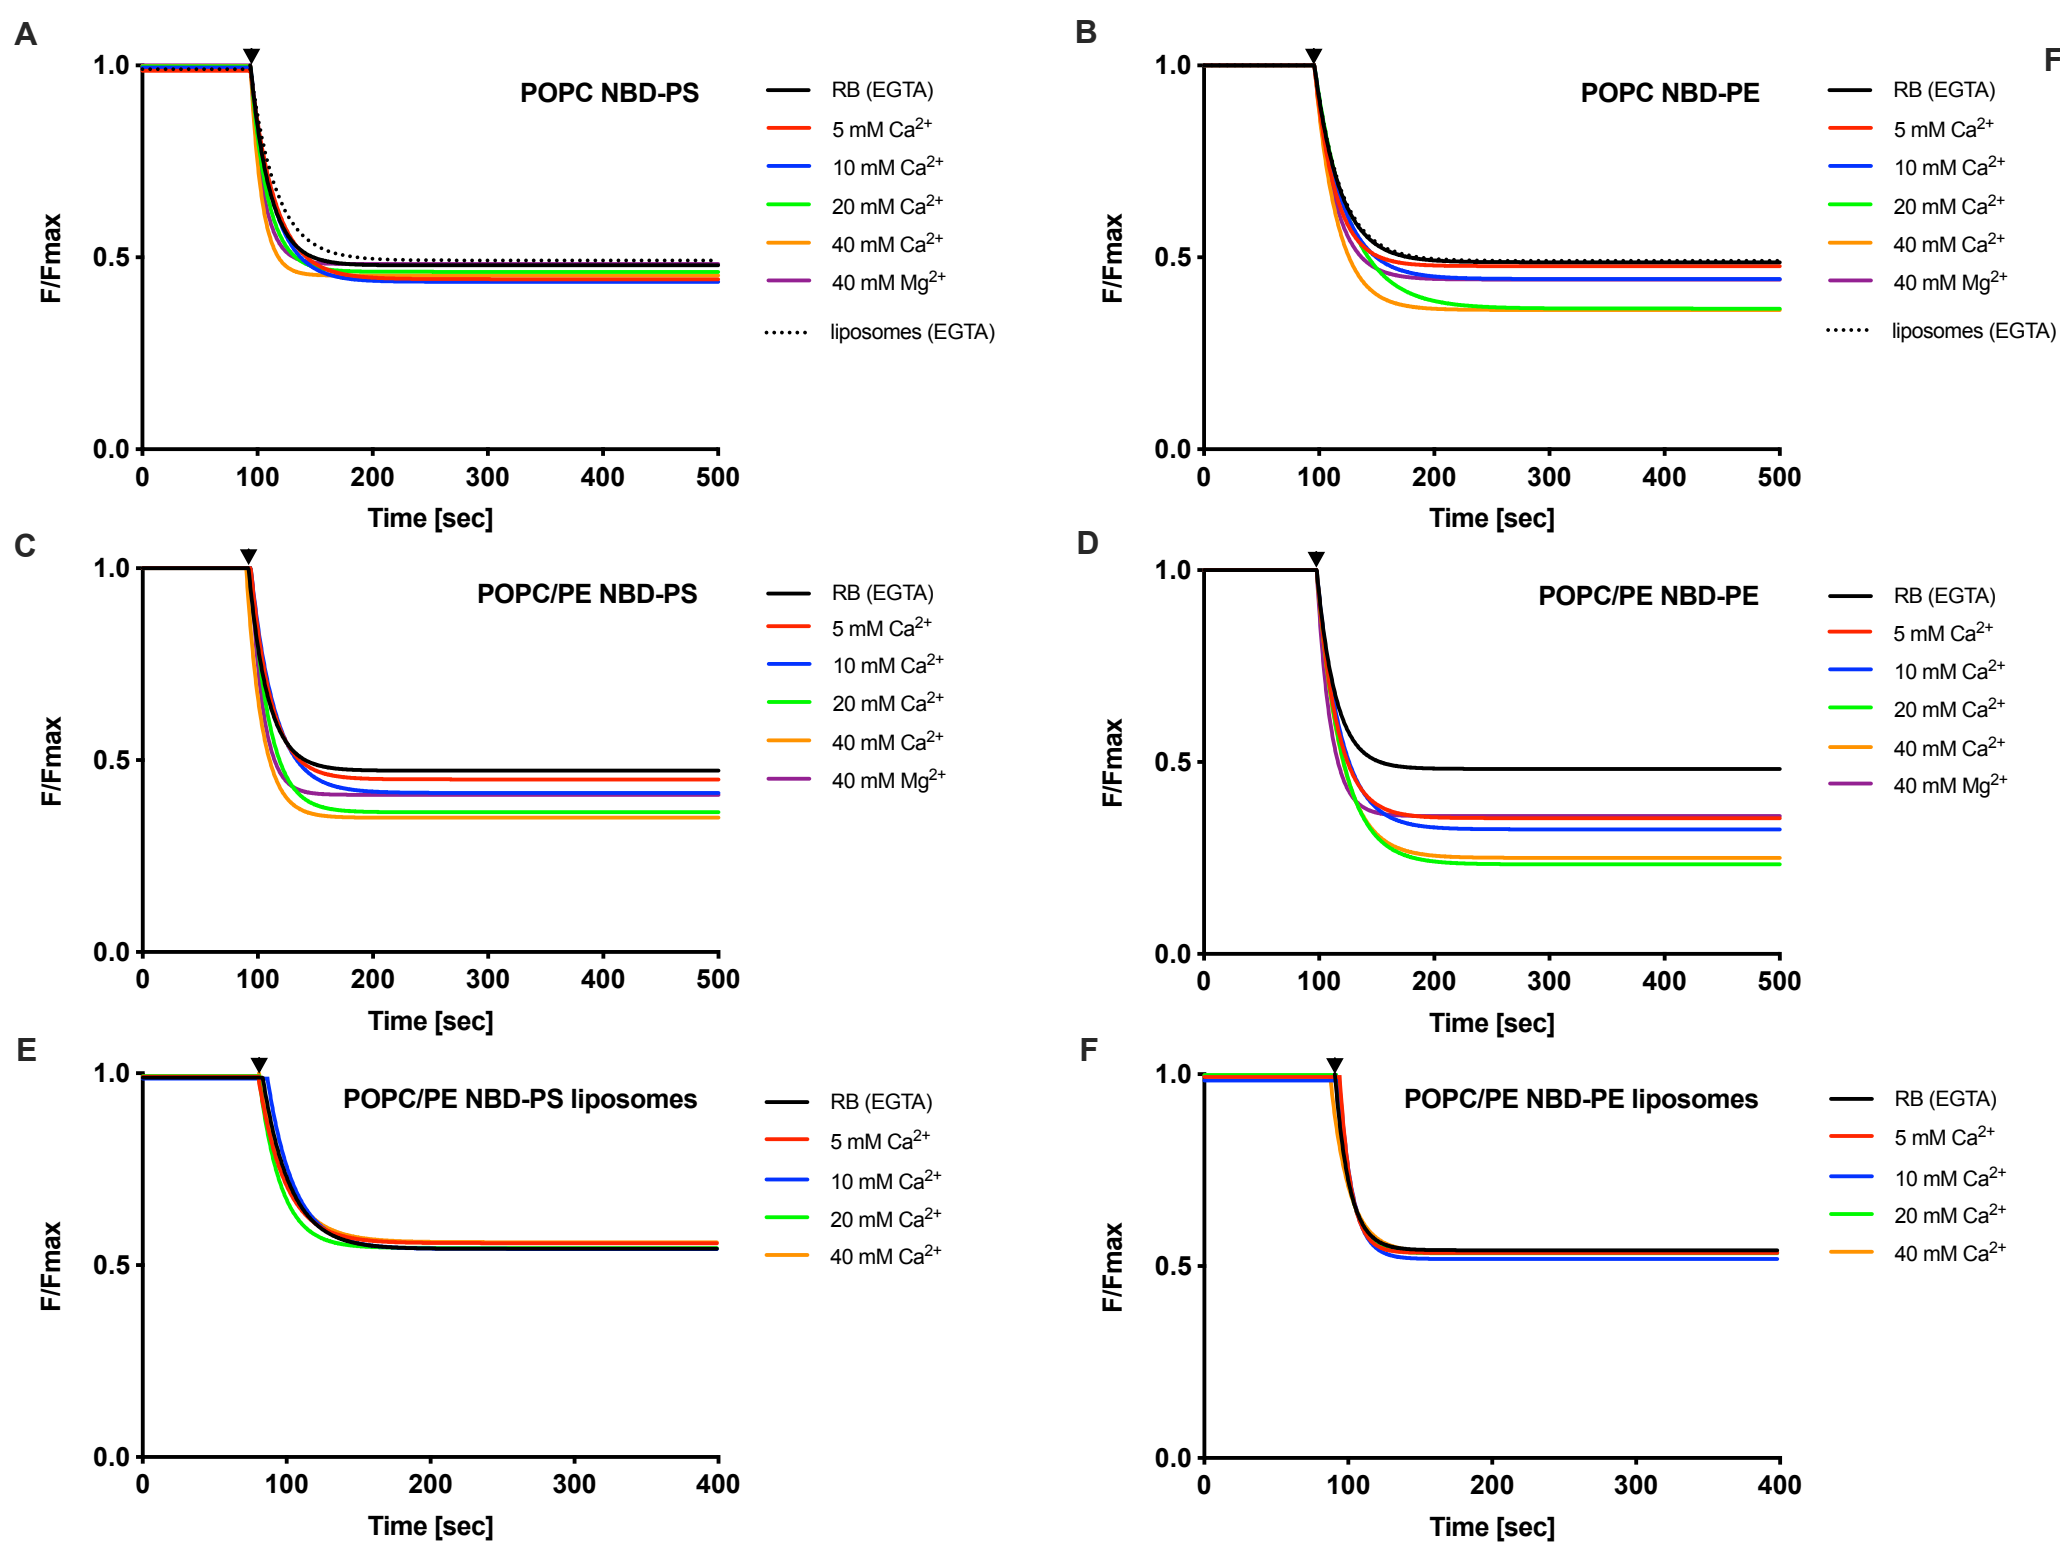 A
POPC NBD-PS
F/Fmax
1.0
0.5
0.0
0 100 200 300 400 500
Time [sec]
RB (EGTA)
5 mM Ca²⁺
10 mM Ca²⁺
20 mM Ca²⁺
40 mM Ca²⁺
40 mM Mg²⁺
liposomes (EGTA)
B
POPC NBD-PE
F/Fmax
1.0
0.5
0.0
0 100 200 300 400 500
Time [sec]
RB (EGTA)
5 mM Ca²⁺
10 mM Ca²⁺
20 mM Ca²⁺
40 mM Ca²⁺
40 mM Mg²⁺
liposomes (EGTA)
F
C
POPC/PE NBD-PS
F/Fmax
1.0
0.5
0.0
0 100 200 300 400 500
Time [sec]
RB (EGTA)
5 mM Ca²⁺
10 mM Ca²⁺
20 mM Ca²⁺
40 mM Ca²⁺
40 mM Mg²⁺
D
POPC/PE NBD-PE
F/Fmax
1.0
0.5
0.0
0 100 200 300 400 500
Time [sec]
RB (EGTA)
5 mM Ca²⁺
10 mM Ca²⁺
20 mM Ca²⁺
40 mM Ca²⁺
40 mM Mg²⁺
E
POPC/PE NBD-PS liposomes
F/Fmax
1.0
0.5
0.0
0 100 200 300 400
Time [sec]
RB (EGTA)
5 mM Ca²⁺
10 mM Ca²⁺
20 mM Ca²⁺
40 mM Ca²⁺
F
POPC/PE NBD-PE liposomes
F/Fmax
1.0
0.5
0.0
0 100 200 300 400
Time [sec]
RB (EGTA)
5 mM Ca²⁺
10 mM Ca²⁺
20 mM Ca²⁺
40 mM Ca²⁺